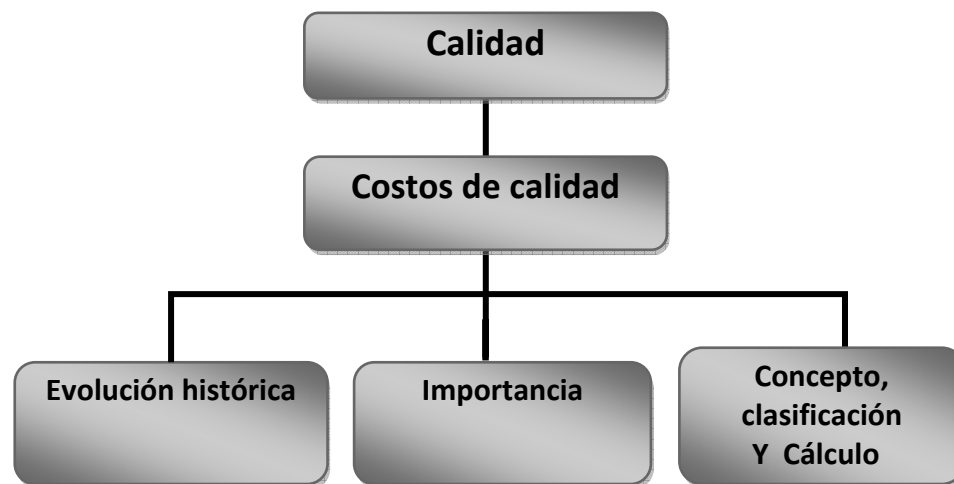 Calidad
Costos de calidad
Evolución histórica
Importancia
Concepto,
clasificación
Y Cálculo